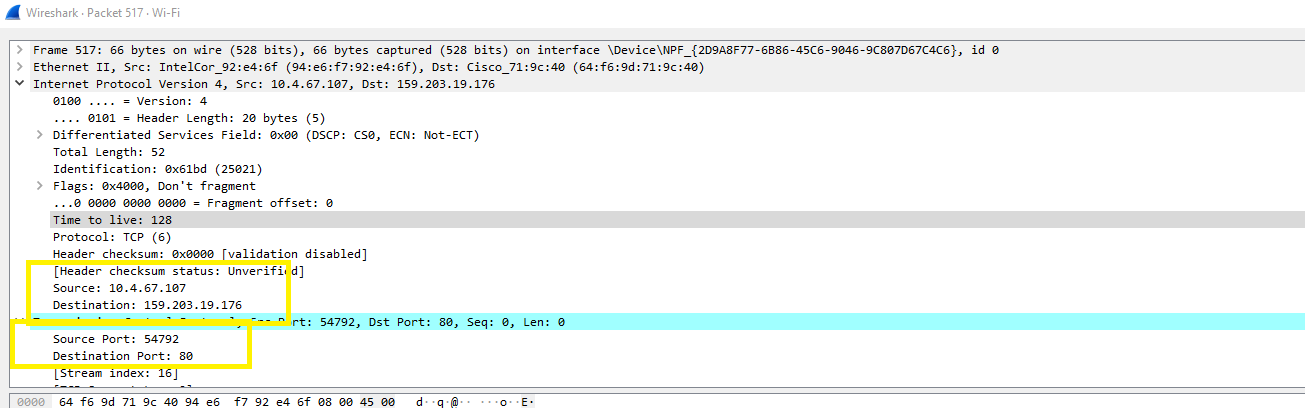 Wireshark · Packet 517 · Wi-Fi
Frame 517: 66 bytes on wire (528 bits), 66 bytes captured (528 bits) on interface \Device\NPF_{2D9A8F77-6B86-45C6-9046-9C807D67C4C6}, id 0
Ethernet II, Src: IntelCor_92:e4:6f (94:e6:f7:92:e4:6f), Dst: Cisco_71:9c:40 (64:f6:9d:71:9c:40)
Internet Protocol Version 4, Src: 10.4.67.107, Dst: 159.203.19.176
0100 .... = Version: 4
.... 0101 = Header Length: 20 bytes (5)
Differentiated Services Field: 0x00 (DSCP: CS0, ECN: Not-ECT)
Total Length: 52
Identification: 0x61bd (25021)
Flags: 0x4000, Don't fragment
...0 0000 0000 0000 = Fragment offset: 0
Time to live: 128
Protocol: TCP (6)
Header checksum: 0x0000 [validation disabled]
[Header checksum status: Unverified]
Source: 10.4.67.107
Destination: 159.203.19.176
Port: 54792, Dst Port: 80, Seq: 0, Len: 0
Source Port: 54792
Destination Port: 80
[Stream index: 16]
0000 64 f6 9d 71 9c 40 94 e6 f7 92 e4 6f 08 00 45 00 d··q·@·· ···o··E·